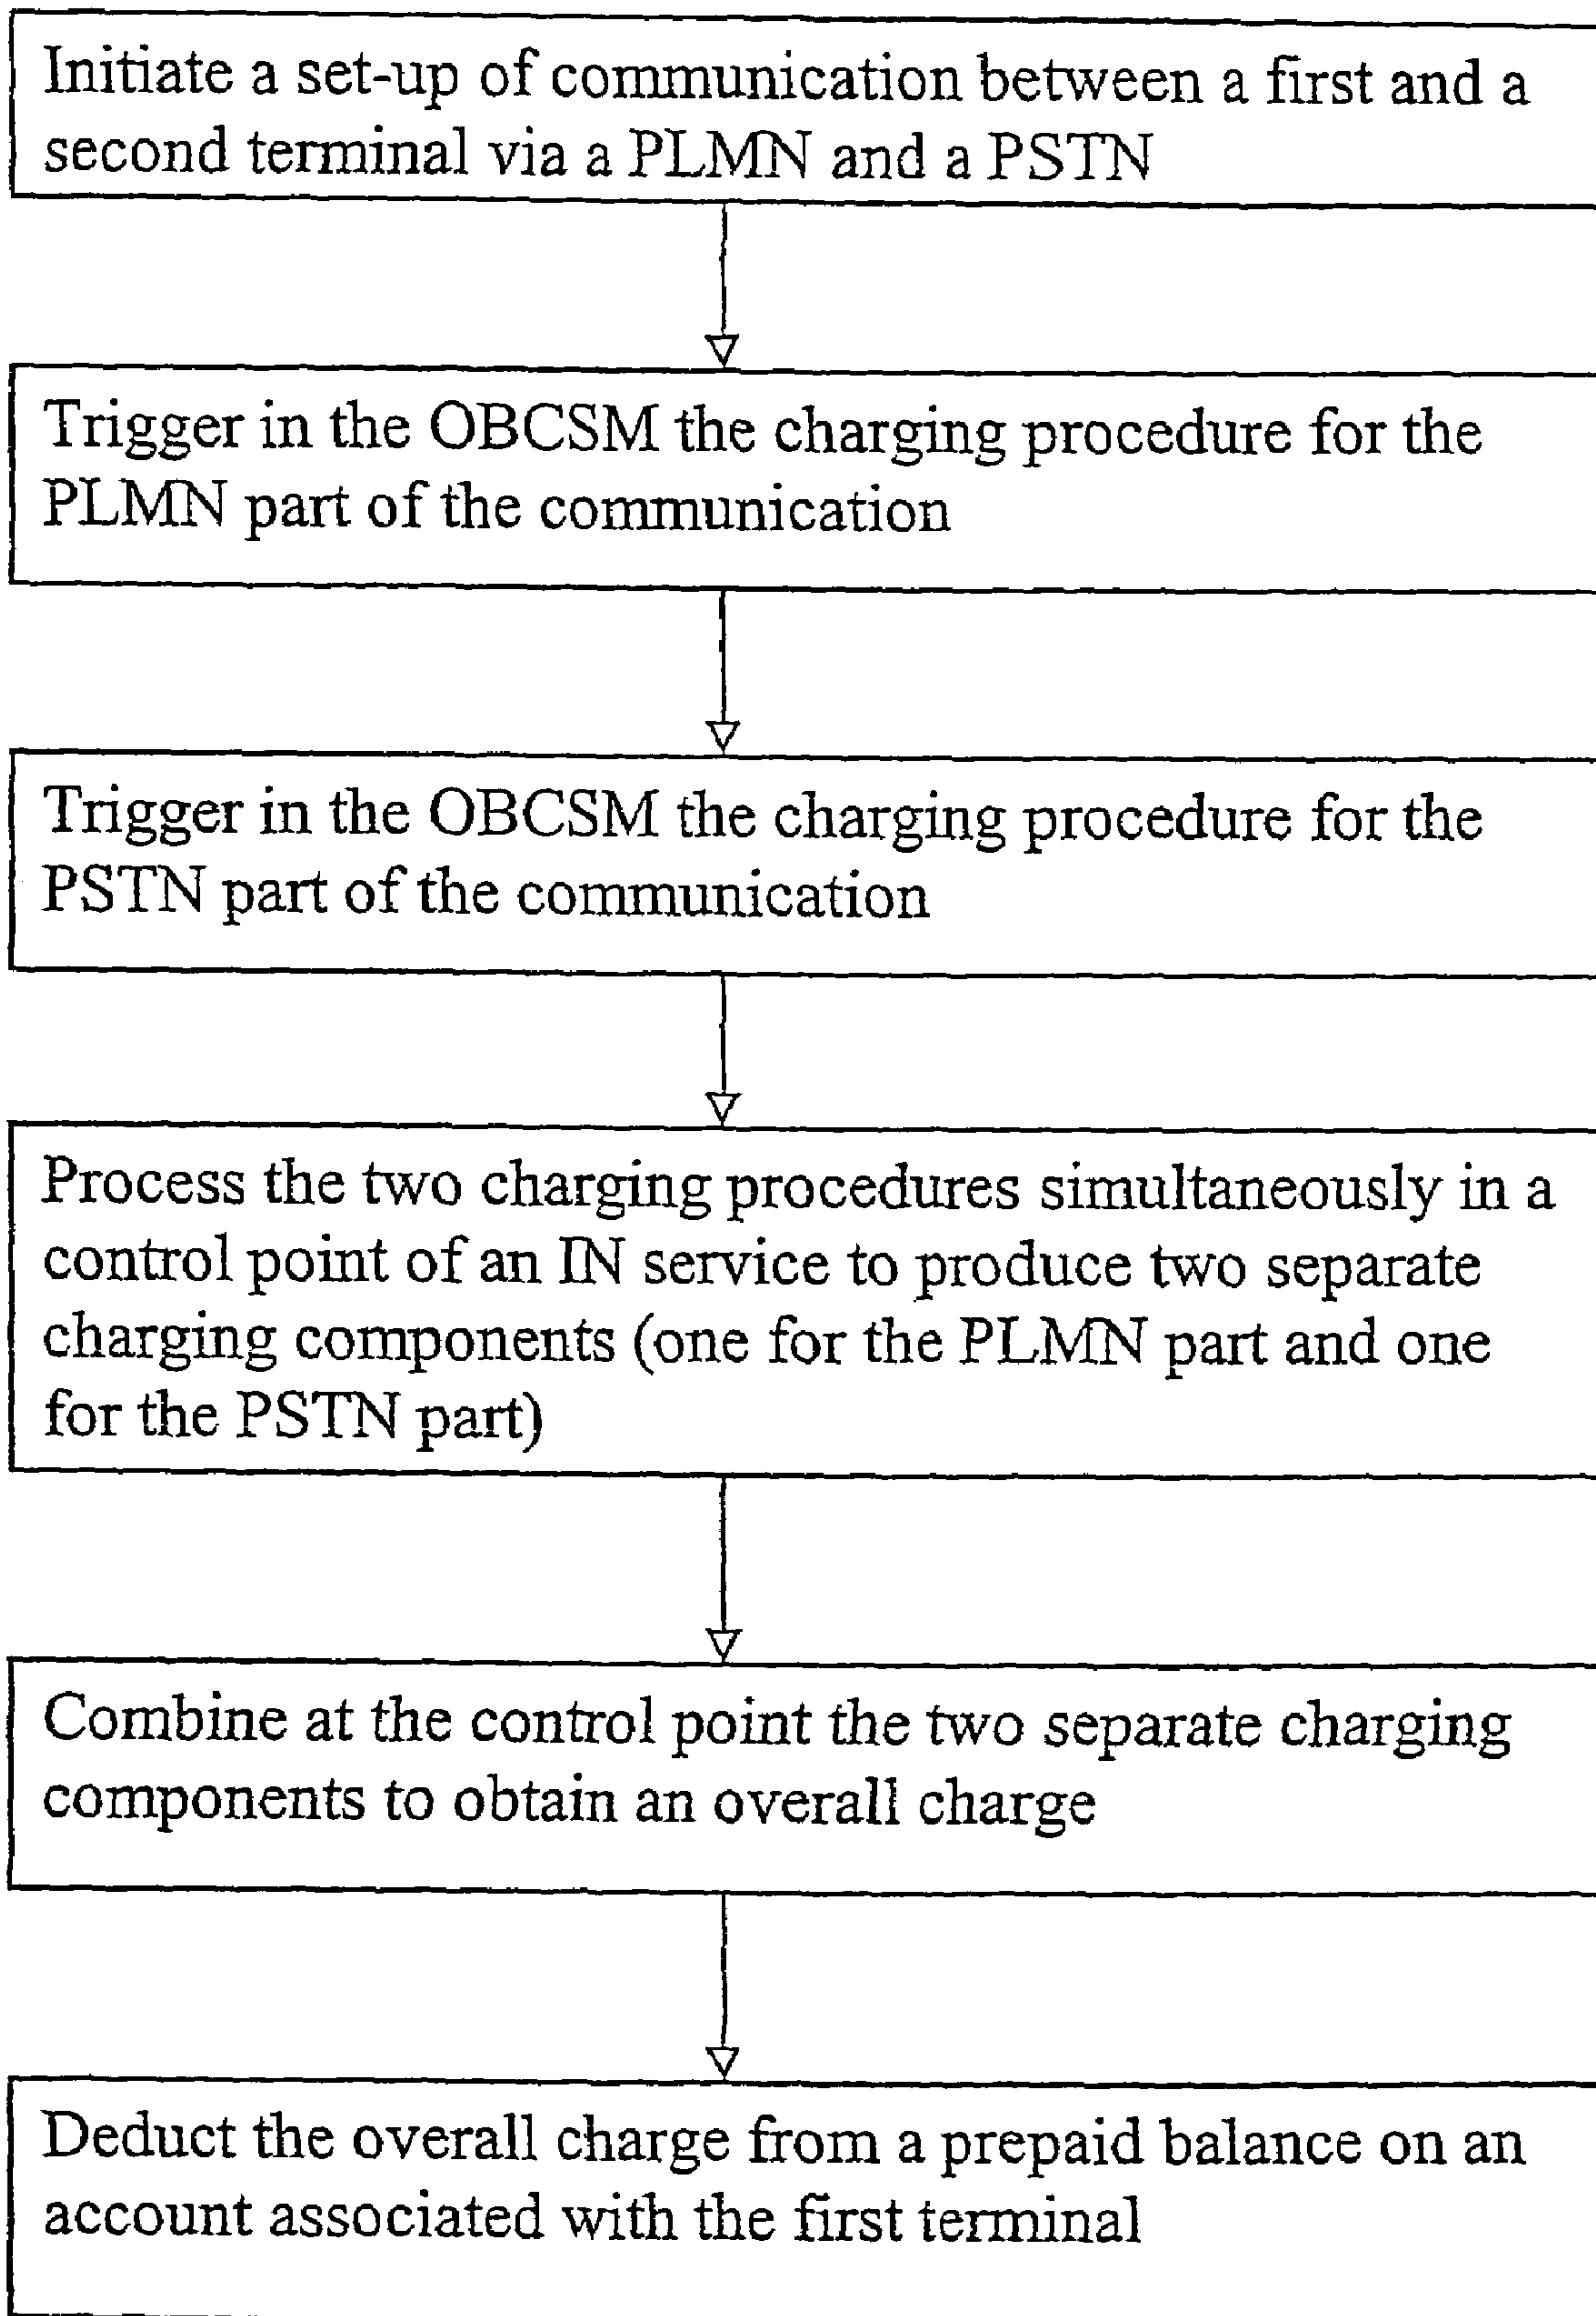 Initiate a set-up of communication between a first and a
second terminal via a PLMN and a PSTN
Trigger in the OBCSM the charging procedure for the
PLMN part of the communication
Trigger in the OBCSM the charging procedure for the
PSTN part of the communication
Process the two charging procedures simultaneously in a
control point of an IN service to produce two separate
charging components (one for the PLMN part and one
for the PSTN part)
Combine at the control point the two separate charging
components to obtain an overall charge
Deduct the overall charge from a prepaid balance on an
account associated with the first terminal